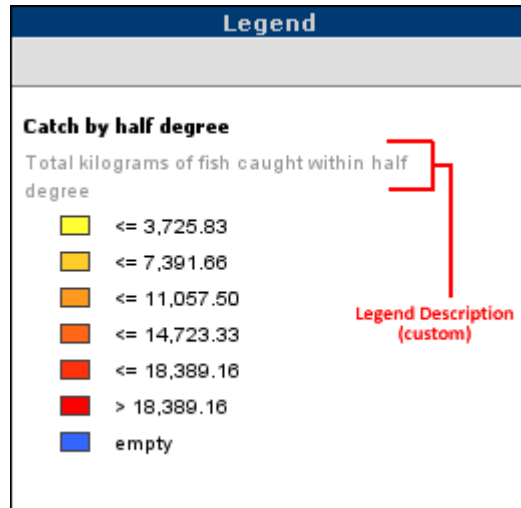 Legend
Catch by half degree
Total kilograms of fish caught within half
degree
<= 3,725.83
<= 7,391.66
<= 11,057.50
<= 14,723.33
<= 18,389.16
> 18,389.16
empty
Legend Description
(custom)